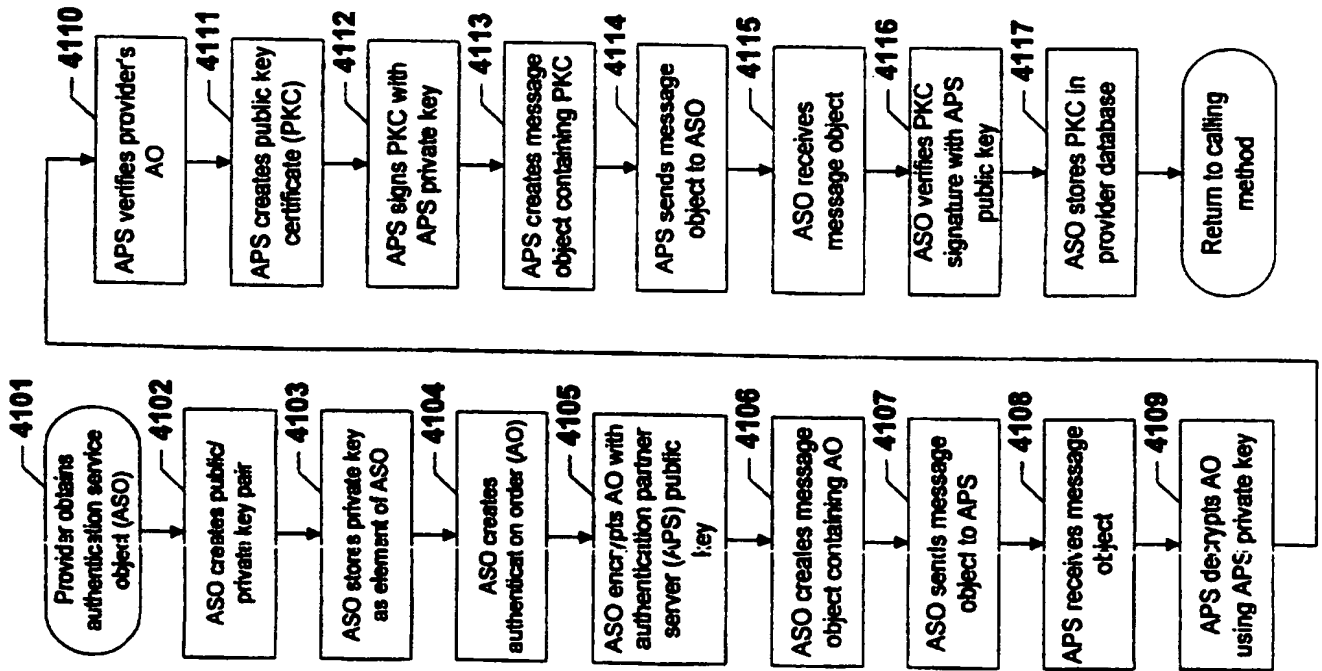 4101
Provider obtains
authentication service
object (ASO)
4102
ASO creates public/
private key pair
4103
ASO stores private key
as element of ASO
4104
ASO creates
authentication order (AO)
4105
ASO encrypts AO with
authentication partner
server (APS) public
key
4106
ASO creates message
object containing AO
4107
ASO sends message
object to APS
4108
APS receives message
object
4109
APS decrypts AO
using APS private key
4110
APS verifies provider's
AO
4111
APS creates public key
certificate (PKC)
4112
APS signs PKC with
APS private key
4113
APS creates message
object containing PKC
4114
APS sends message
object to ASO
4115
ASO receives
message object
4116
ASO verifies PKC
signature with APS
public key
4117
ASO stores PKC in
provider database
Return to calling
method